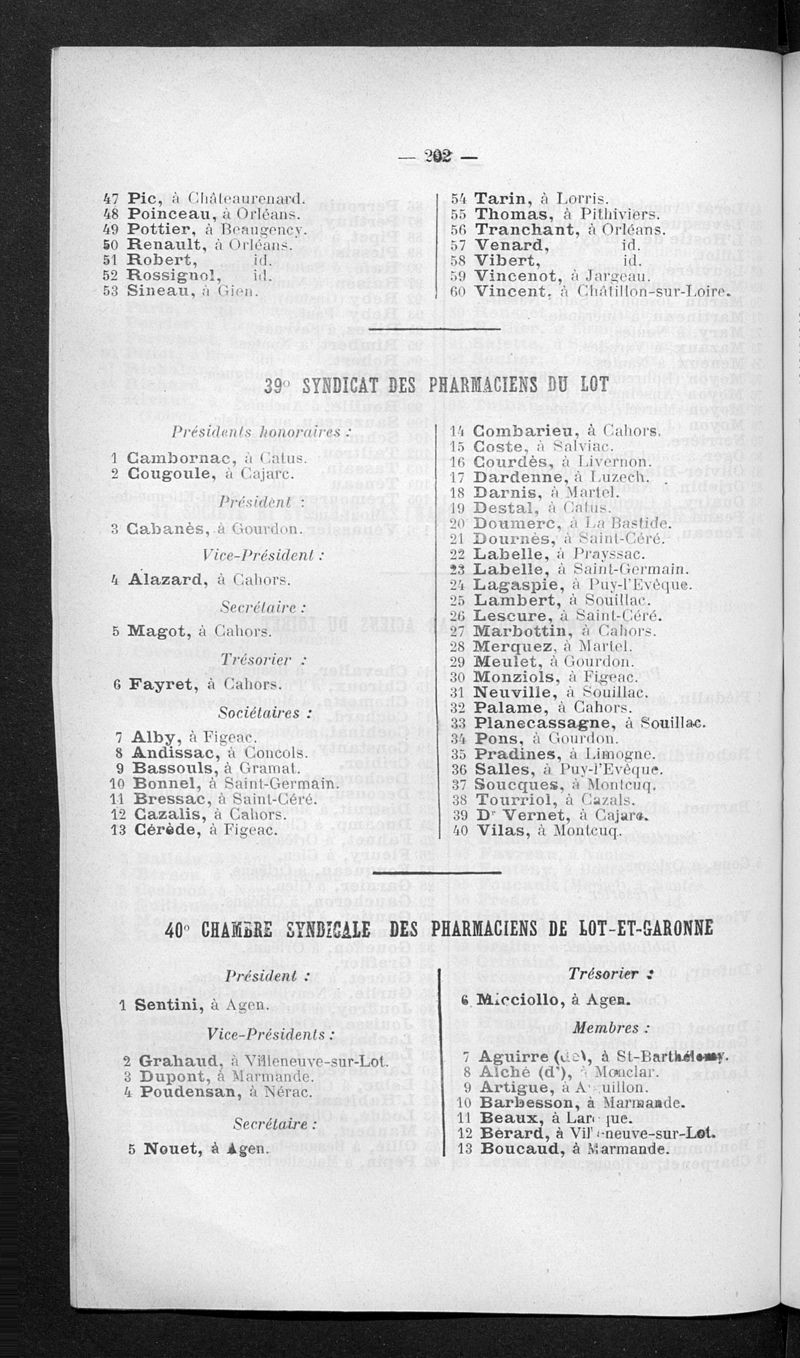 — 202 —
47 Pic, à Châteaurenard.
48 Poinceau, à Orléans.
49 Pottier, à Beaugency.
50 Renault, à Orléans.
51 Robert, id.
52 Rossignol, id.
53 Sineau, à Gien.
54 Tarin, à Lorris.
55 Thomas, à Pithiviers.
56 Tranchant, à Orléans.
57 Venard, id.
58 Vibert, id.
59 Vincenot, à Jargeau.
60 Vincent, à Châtillon-sur-Loire.
39º SYNDICAT DES PHARMACIENS DU LOT
Présidents honoraires :
1 Cambornac, à Catus.
2 Cougoule, à Cajarc.
Président :
3 Cabanès, à Gourdon.
Vice-Président :
4 Alazard, à Cahors.
Secrétaire :
5 Magot, à Cahors.
Trésorier :
6 Fayret, à Cahors.
Sociétaires :
7 Alby, à Figeac.
8 Andissac, à Concols.
9 Bassouls, à Gramat.
10 Bonnel, à Saint-Germain.
11 Bressac, à Saint-Céré.
12 Cazalis, à Cahors.
13 Cérède, à Figeac.
14 Combarieu, à Cahors.
15 Coste, à Salviac.
16 Courdès, à Livernon.
17 Dardenne, à Luzech.
18 Darnis, à Martel.
19 Destal, à Catus.
20 Doumerc, à La Bastide.
21 Dournès, à Saint-Céré.
22 Labelle, à Prayssac.
23 Labelle, à Saint-Germain.
24 Lagaspie, à Puy-l'Evêque.
25 Lambert, à Souillac.
26 Lescure, à Saint-Céré.
27 Marbottin, à Cahors.
28 Merquez, à Martel.
29 Meulet, à Gourdon.
30 Monziols, à Figeac.
31 Neuville, à Souillac.
32 Palame, à Cahors.
33 Planecassagne, à Souillac.
34 Pons, à Gourdon.
35 Pradines, à Limogne.
36 Salles, à Puy-l'Evêque.
37 Soucques, à Montcuq.
38 Tourriol, à Cazals.
39 Dr Vernet, à Cajarc.
40 Vilas, à Montcuq.
40º CHAMBRE SYNDICALE DES PHARMACIENS DE LOT-ET-GARONNE
Président :
1 Sentini, à Agen.
Vice-Présidents :
2 Grahaud, à Villeneuve-sur-Lot.
3 Dupont, à Marmande.
4 Poudensan, à Nérac.
Secrétaire :
5 Nouet, à Agen.
Trésorier :
6 Micciollo, à Agen.
Membres :
7 Aguirre (de), à St-Barthélemy.
8 Alché (d'), à Monclar.
9 Artigue, à
10 Barbesson, à Marmande.
11 Beaux, à
12 Bérard, à Villeneuve-sur-Lot.
13 Boucaud, à Marmande.